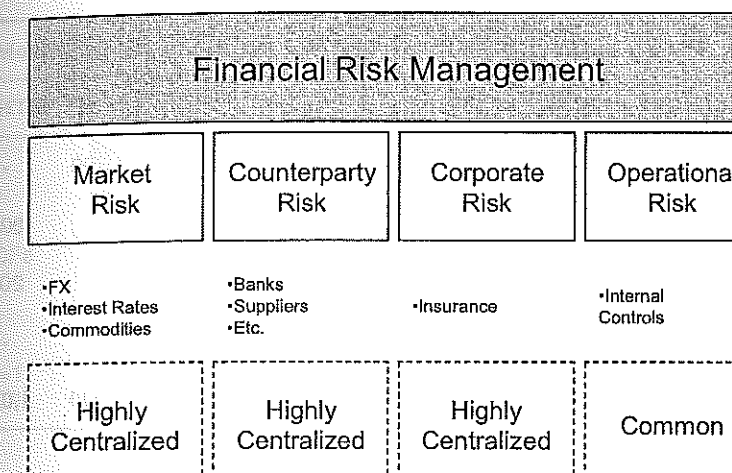 Financial Risk Management
Market
Risk
Counterparty
Risk
Corporate
Risk
Operationa
Risk
•FX
•Interest Rates
•Commodities
•Banks
•Suppliers
•Etc.
•Insurance
•Internal
Controls
Highly
Centralized
Highly
Centralized
Highly
Centralized
Common